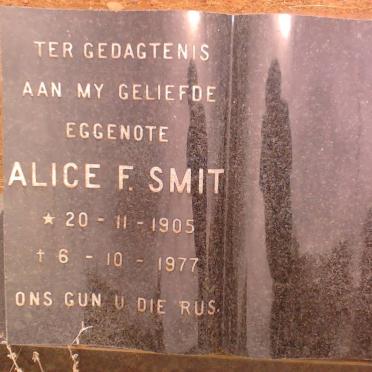 TER GEDAGTENIS
AAN MY GELIEFDE
EGGENOTE
ALICE F. SMIT
★ 20 - 11 - 1905
† 6 - 10 - 1977
ONS GUN U DIE RUS.